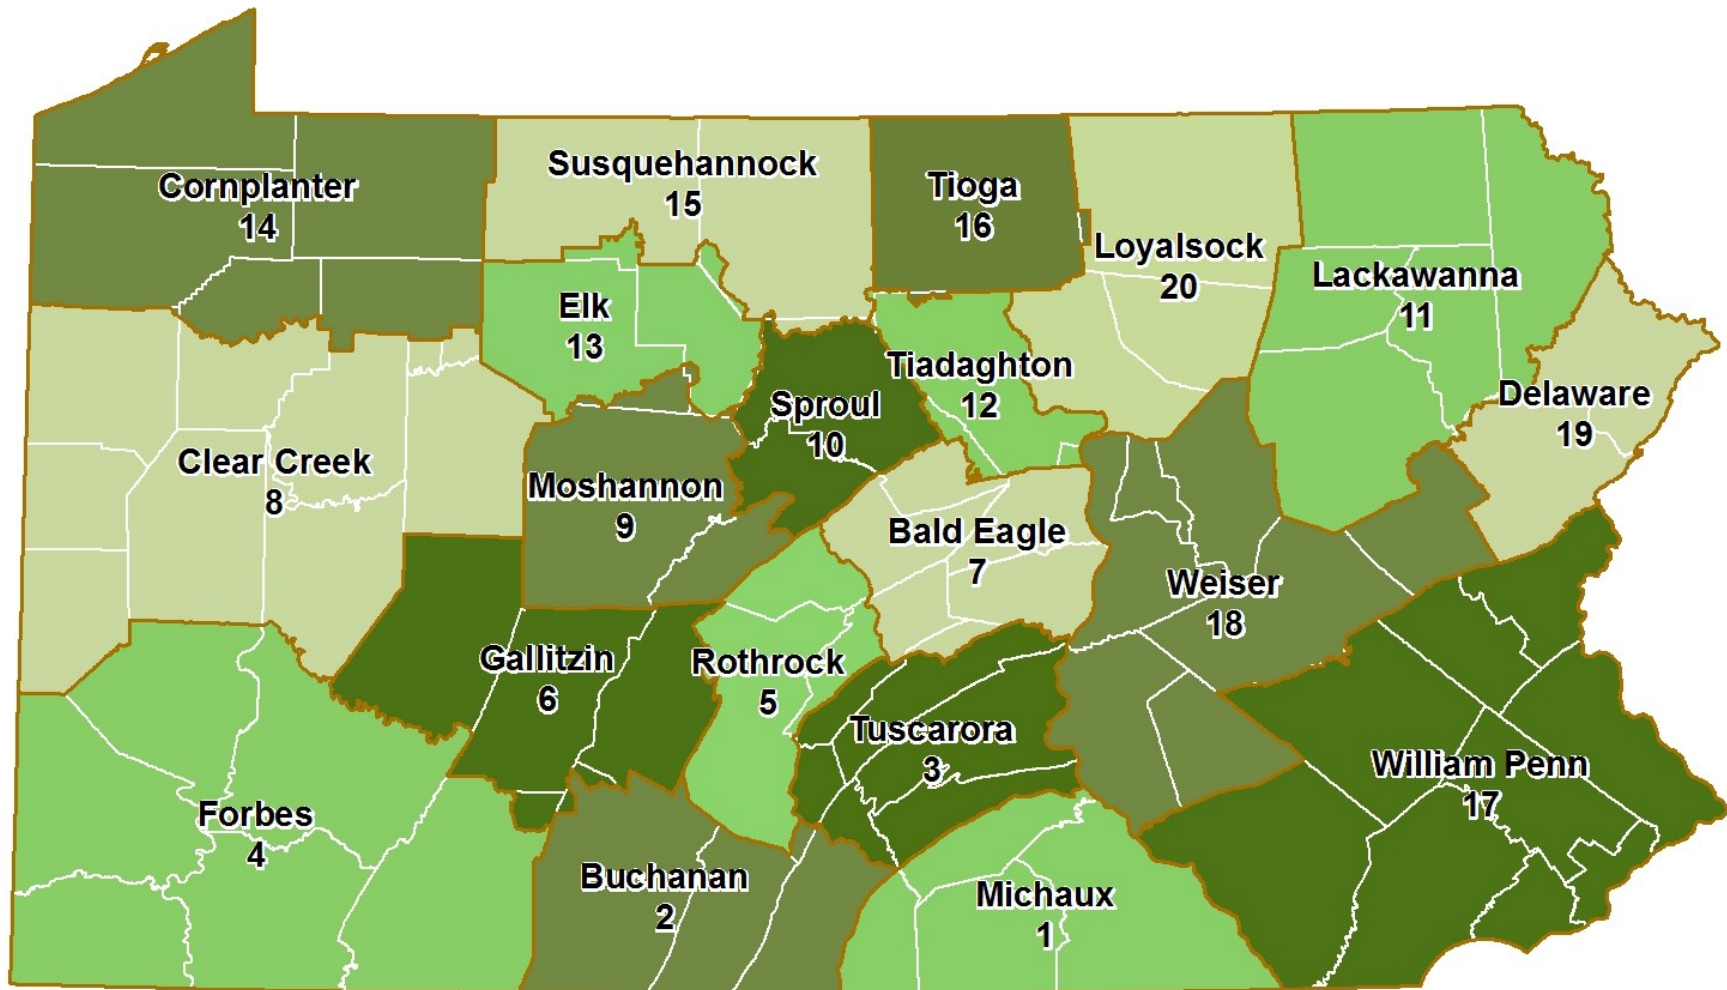 Cornplanter
14
Susquehannock
15
Tioga
16
Loyalsock
20
Lackawanna
11
Elk
13
Tiadaghton
12
Sproul
10
Delaware
19
Clear Creek
8
Moshannon
9
Bald Eagle
7
Weiser
18
Gallitzin
6
Rothrock
5
Tuscarora
3
William Penn
17
Forbes
4
Buchanan
2
Michaux
1